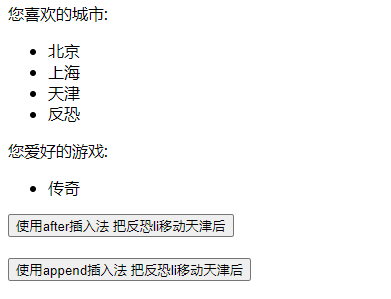 您喜欢的城市:
北京
上海
天津
反恐
您爱好的游戏:
传奇
使用after插入法 把反恐li移动天津后
使用append插入法 把反恐li移动天津后